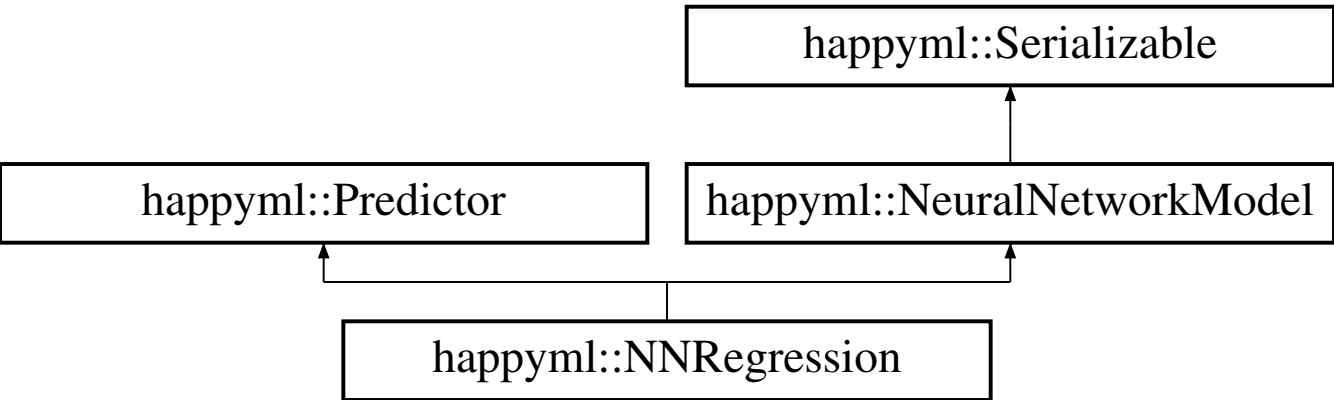 happyml::Serializable
happyml::Predictor
happyml::NeuralNetworkModel
happyml::NNRegression